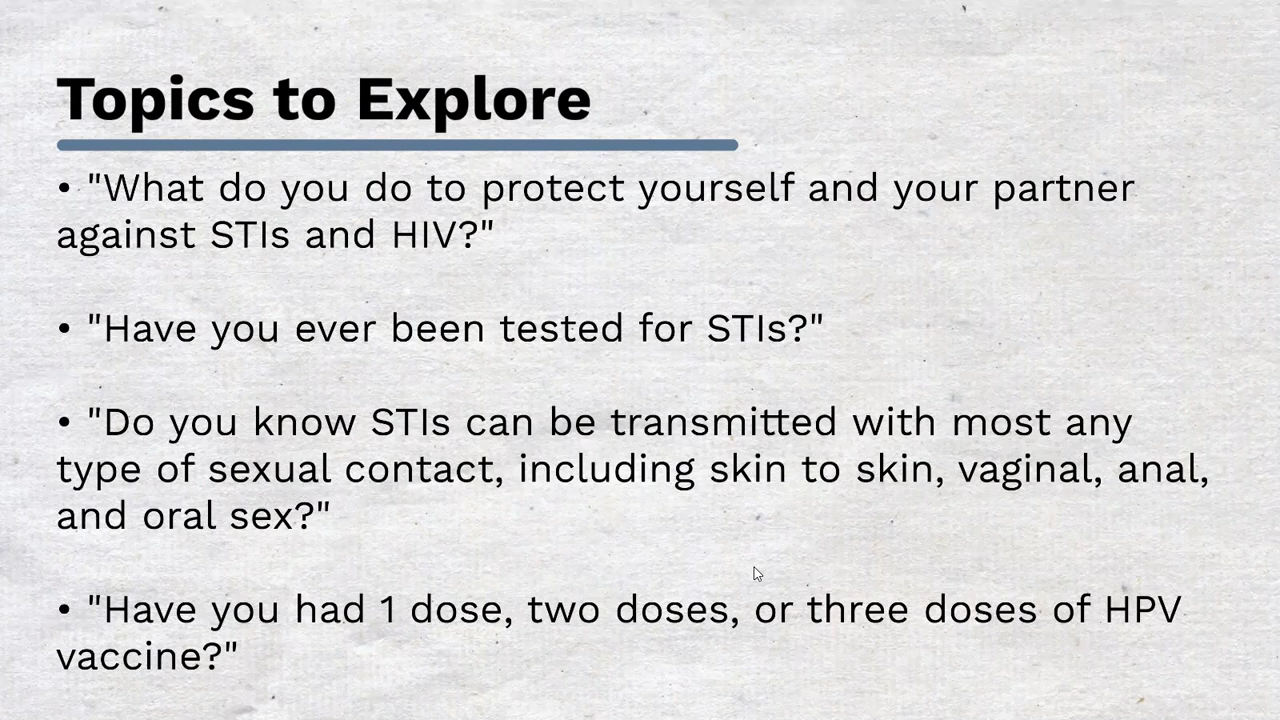 Topics to Explore
• "What do you do to protect yourself and your partner
against STIs and HIV?"
• "Have you ever been tested for STIs?"
• "Do you know STIs can be transmitted with most any
type of sexual contact, including skin to skin, vaginal, anal,
and oral sex?"
• "Have you had 1 dose, two doses, or three doses of HPV
vaccine?"